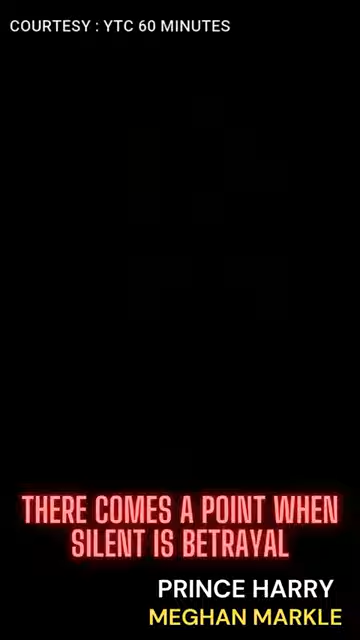 COURTESY : YTC 60 MINUTES
THERE COMES A POINT WHEN
SILENT IS BETRAYAL
PRINCE HARRY
MEGHAN MARKLE